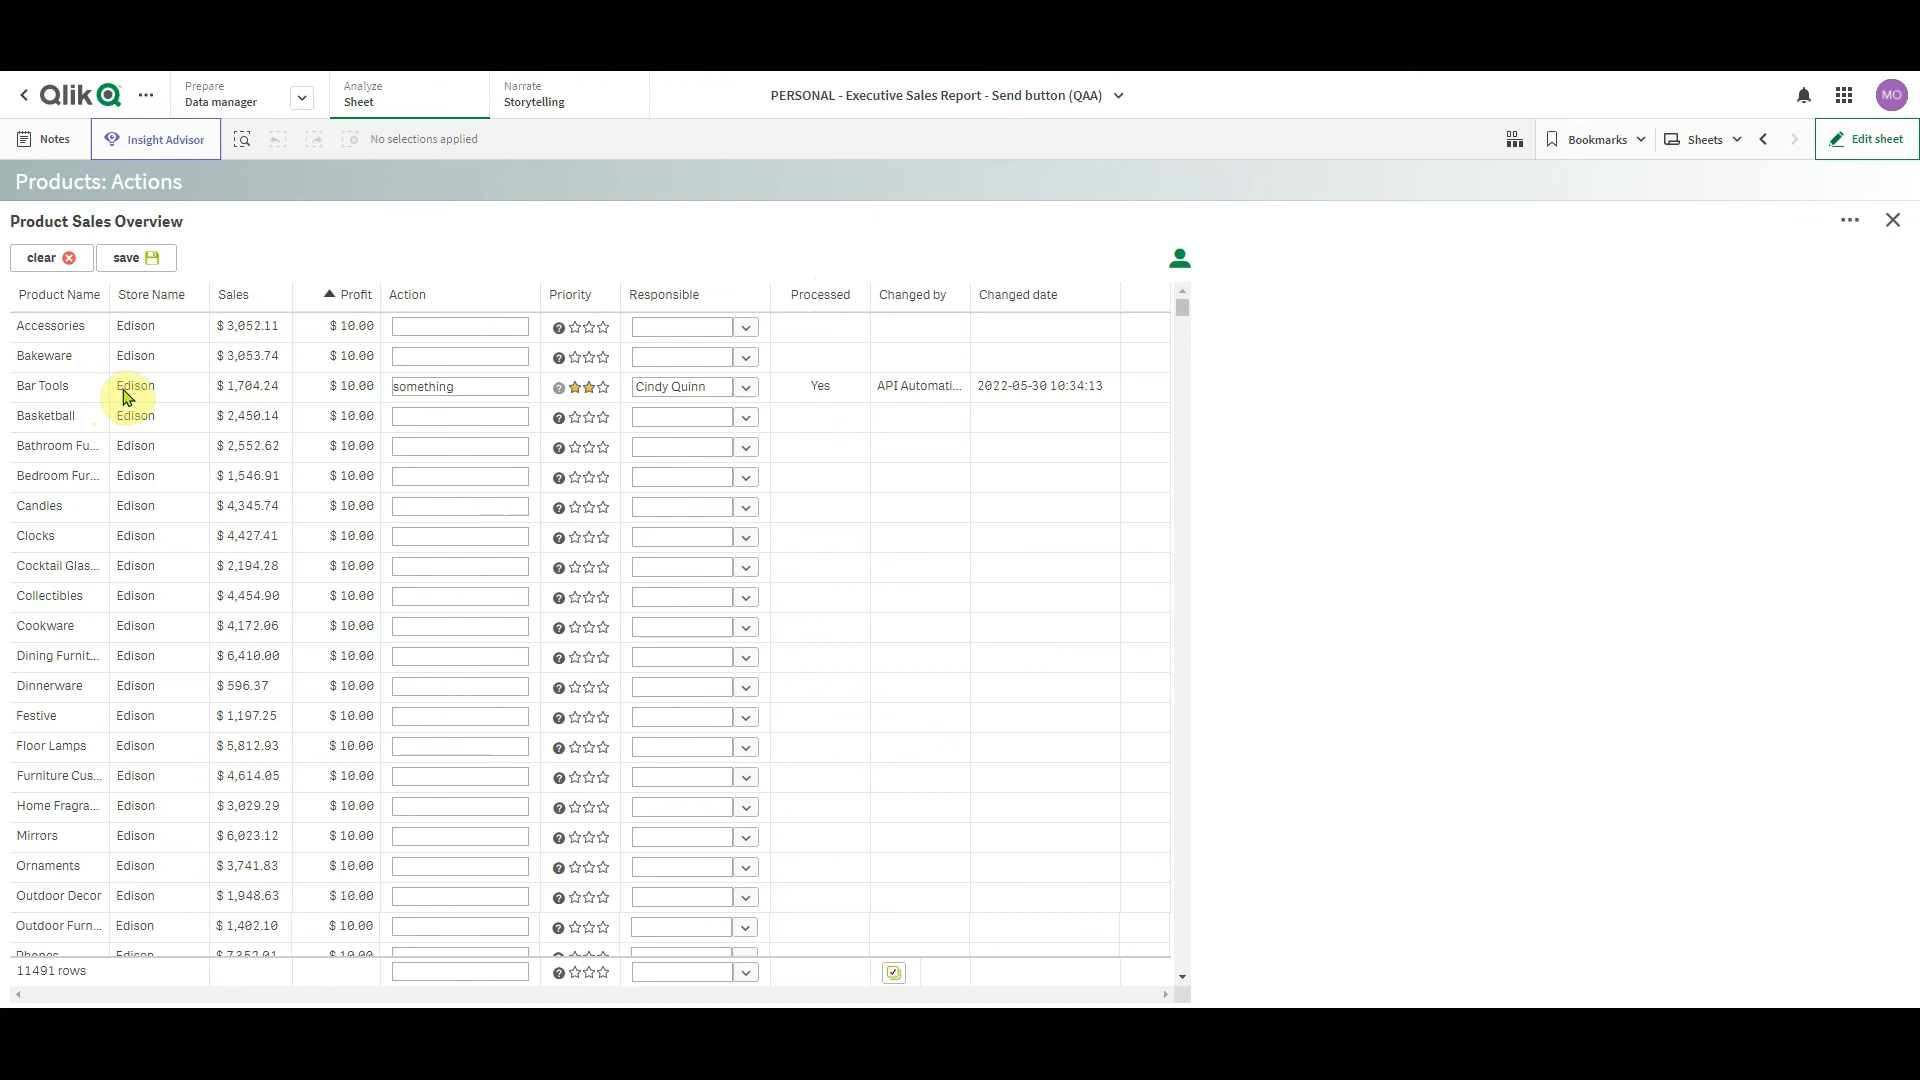 Qlik
Prepare
Data manager
Analyze
Sheet
Narrate
Storytelling
PERSONAL - Executive Sales Report - Send button (QAA)
MO
Notes
Insight Advisor
No selections applied
Bookmarks
Sheets
Edit sheet
Products: Actions
Product Sales Overview
clear
save
Product Name Store Name Sales Profit Action Priority Responsible Processed Changed by Changed date
Accessories Edison $ 3,052.11 $ 10.00
Bakeware Edison $ 3,053.74 $ 10.00
Bar Tools Edison $ 1,704.24 $ 10.00 something Cindy Quinn Yes API Automati... 2022-05-30 10:34:13
Basketball Edison $ 2,450.14 $ 10.00
Bathroom Fu... Edison $ 2,552.62 $ 10.00
Bedroom Fur... Edison $ 1,546.91 $ 10.00
Candles Edison $ 4,345.74 $ 10.00
Clocks Edison $ 4,427.41 $ 10.00
Cocktail Glas... Edison $ 2,194.28 $ 10.00
Collectibles Edison $ 4,454.90 $ 10.00
Cookware Edison $ 4,172.06 $ 10.00
Dining Furnit... Edison $ 6,410.00 $ 10.00
Dinnerware Edison $ 596.37 $ 10.00
Festive Edison $ 1,197.25 $ 10.00
Floor Lamps Edison $ 5,812.93 $ 10.00
Furniture Cus... Edison $ 4,614.05 $ 10.00
Home Fragra... Edison $ 3,029.29 $ 10.00
Mirrors Edison $ 6,023.12 $ 10.00
Ornaments Edison $ 3,741.83 $ 10.00
Outdoor Decor Edison $ 1,948.63 $ 10.00
Outdoor Furn... Edison $ 1,402.10 $ 10.00
Phones Edison $ 7,352.01 $ 10.00
11491 rows